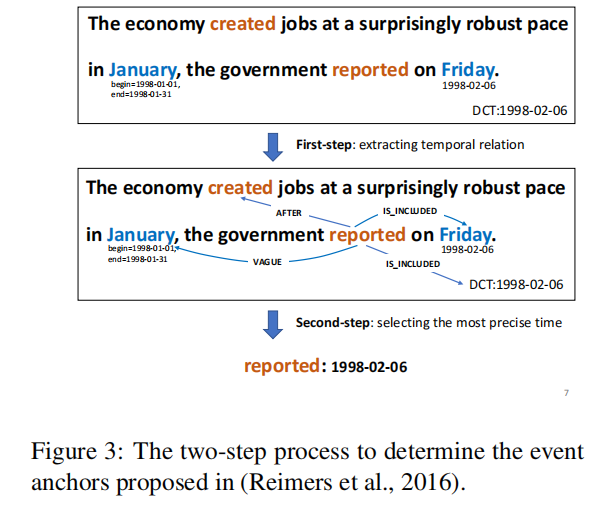 The economy created jobs at a surprisingly robust pace
in January, the government reported on Friday.
begin=1998-01-01,
end=1998-01-31
1998-02-06
DCT:1998-02-06
First-step: extracting temporal relation
The economy created jobs at a surprisingly robust pace
AFTER
IS_INCLUDED
in January, the government reported on Friday.
begin=1998-01-01,
end=1998-01-31
1998-02-06
VAGUE
IS_INCLUDED
DCT:1998-02-06
Second-step: selecting the most precise time
reported: 1998-02-06
7
Figure 3: The two-step process to determine the event
anchors proposed in (Reimers et al., 2016).